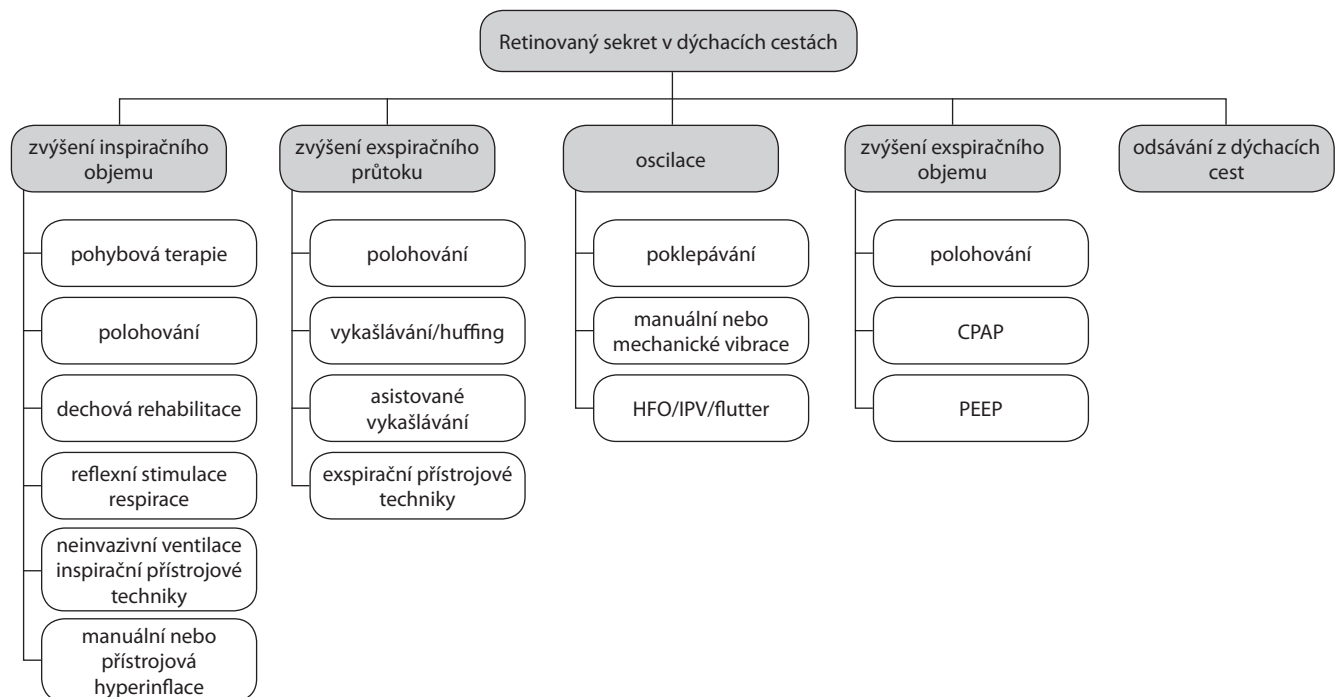 Retinovaný sekret v dýchacích cestách
zvýšení inspiračního
objemu
zvýšení exspiračního
průtoku
oscilace
zvýšení exspiračního
objemu
odsávání z dýchacích
cest
pohybová terapie
polohování
dechová rehabilitace
reflexní stimulace
respirace
neinvazivní ventilace
inspirační přístrojové
techniky
manuální nebo
přístrojová
hyperinflace
polohování
vykašlávání/huffing
asistované
vykašlávání
exspirační přístrojové
techniky
poklepávání
manuální nebo
mechanické vibrace
HFO/IPV/flutter
polohování
CPAP
PEEP